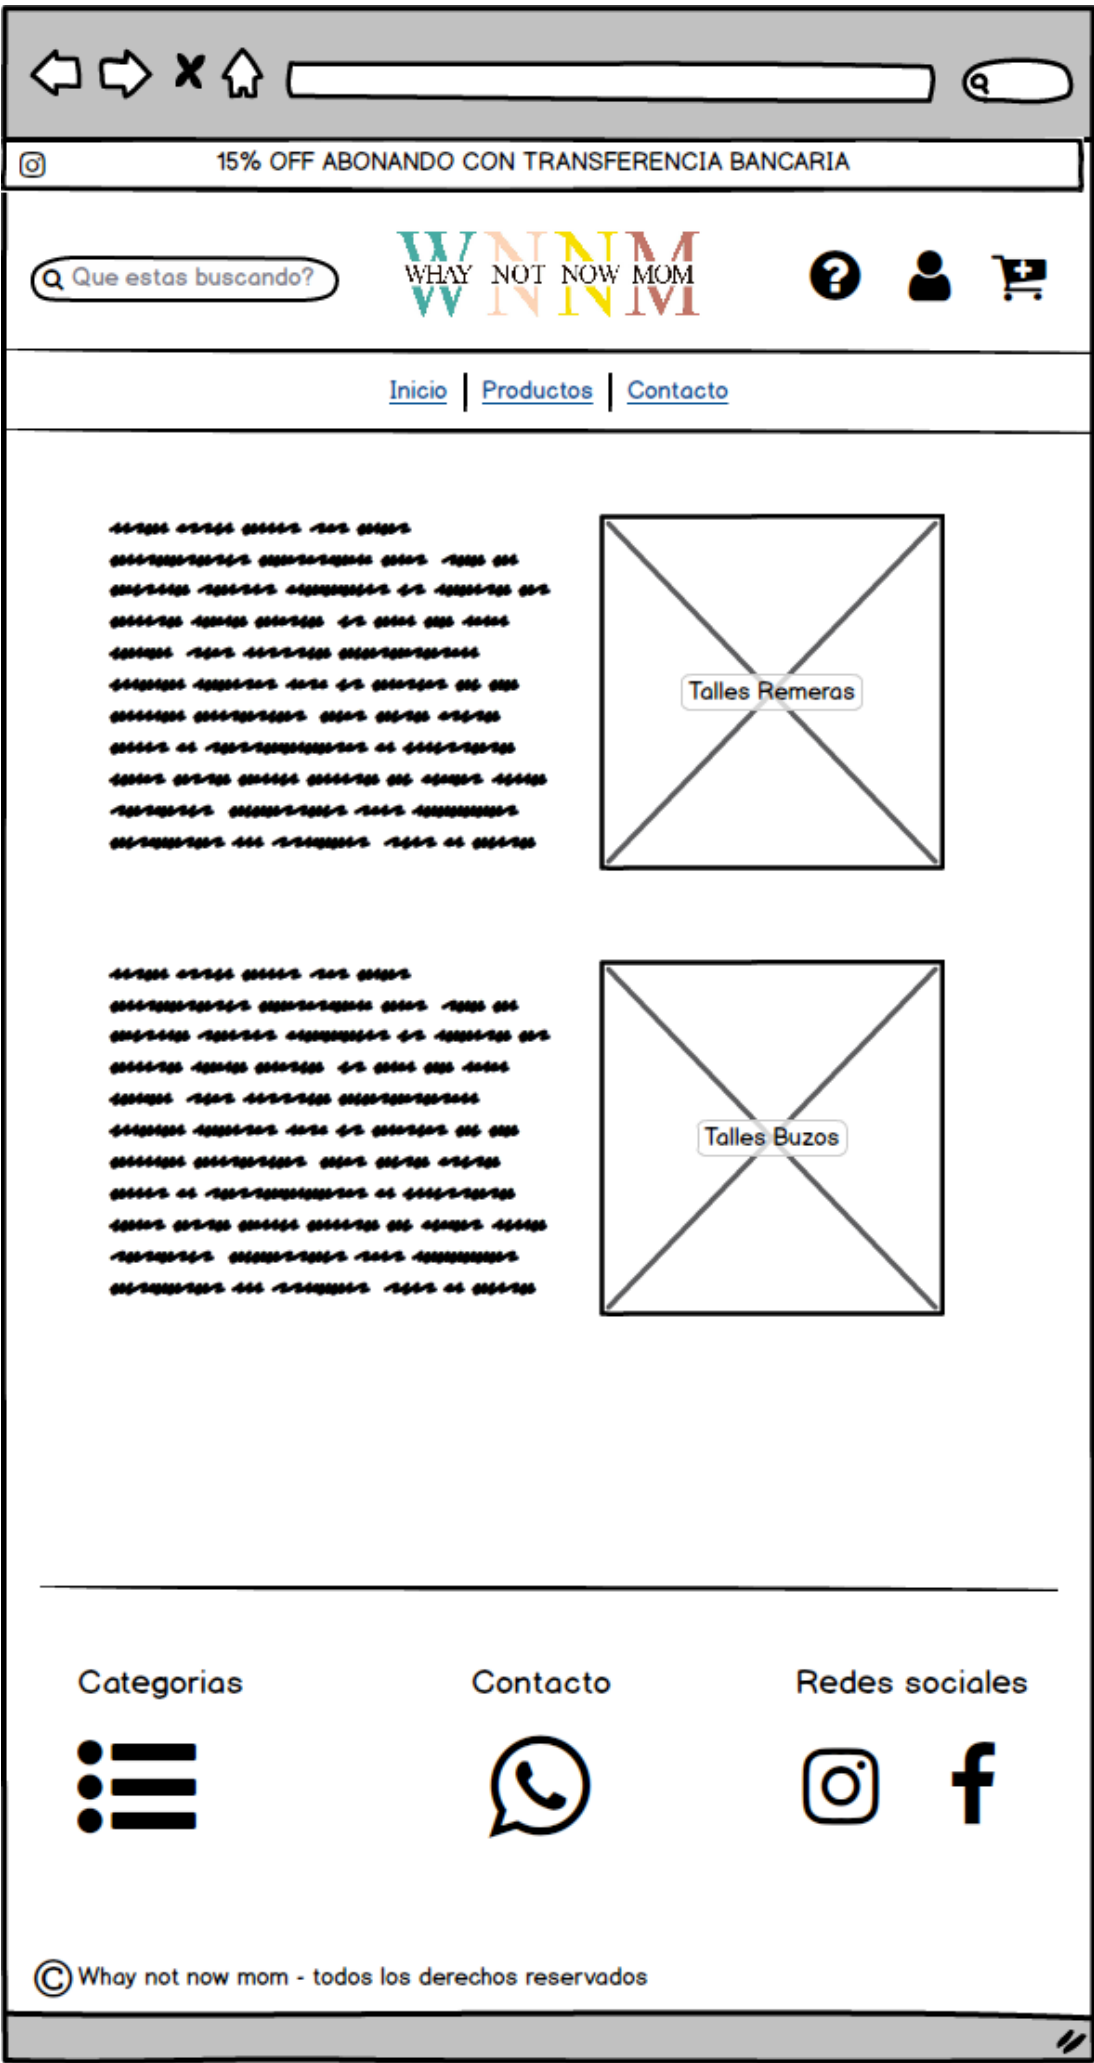 15% OFF ABONANDO CON TRANSFERENCIA BANCARIA
Que estas buscando?
W N N M
WHAY NOT NOW MOM
Inicio
Productos
Contacto
Talles Remeras
Talles Buzos
Categorias
Contacto
Redes sociales
© Whay not now mom - todos los derechos reservados